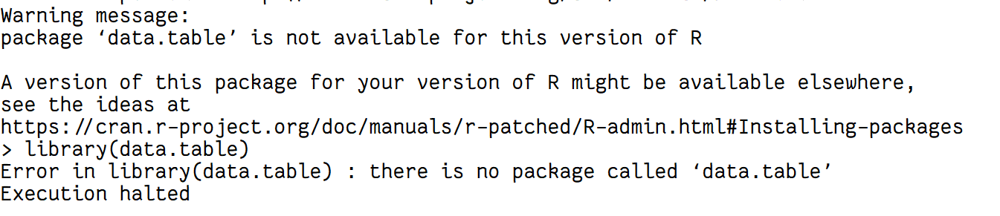 Warning message:
package ‘data.table’ is not available for this version of R
A version of this package for your version of R might be available elsewhere,
see the ideas at
https://cran.r-project.org/doc/manuals/r-patched/R-admin.html#Installing-packages
> library(data.table)
Error in library(data.table) : there is no package called ‘data.table’
Execution halted